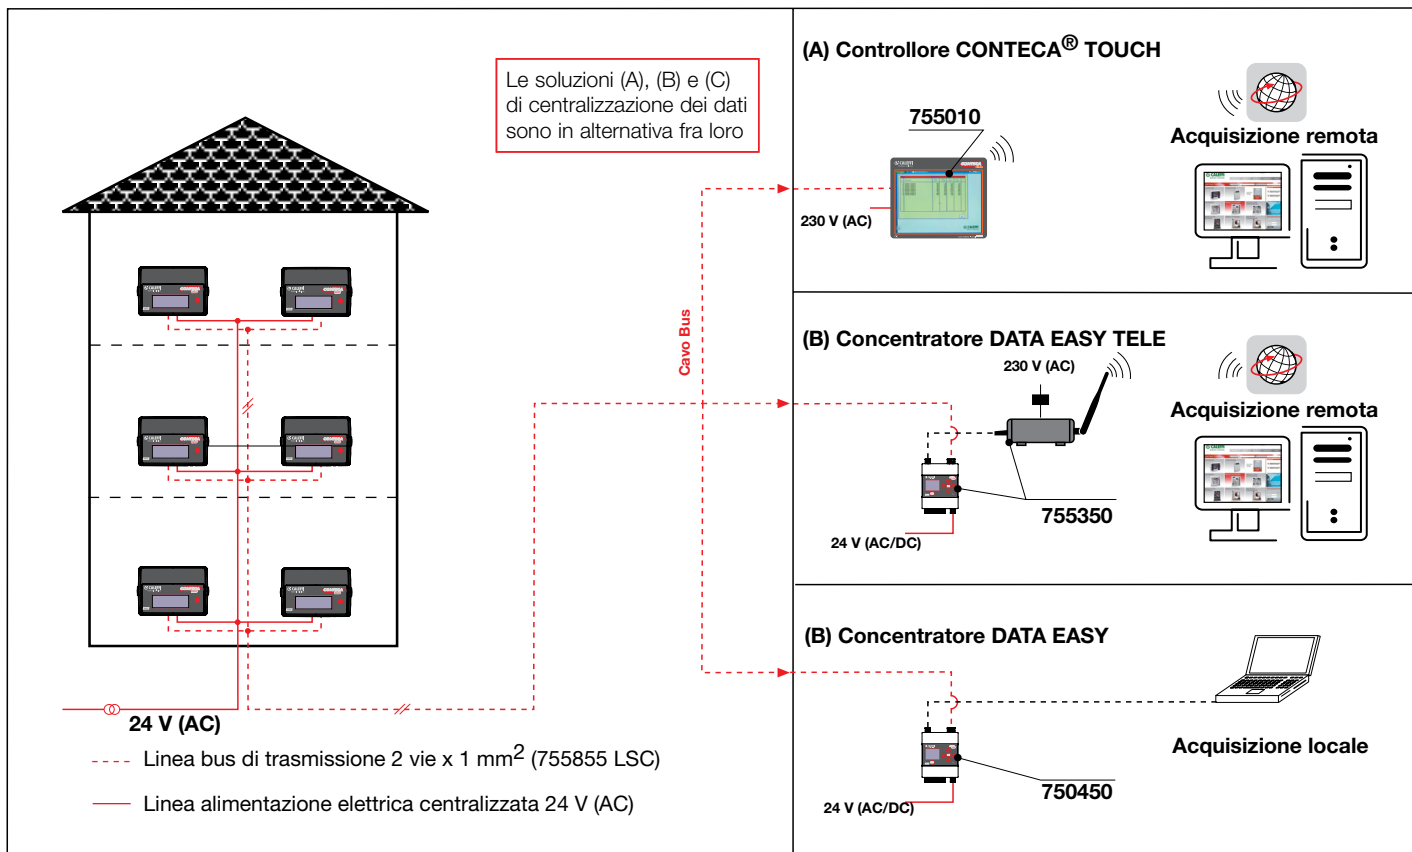 Le soluzioni (A), (B) e (C)
di centralizzazione dei dati
sono in alternativa fra loro
24 V (AC)
Linea bus di trasmissione 2 vie x 1 mm² (755855 LSC)
Linea alimentazione elettrica centralizzata 24 V (AC)
Cavo Bus
(A) Controllore CONTECA® TOUCH
755010
230 V (AC)
Acquisizione remota
(B) Concentratore DATA EASY TELE
230 V (AC)
755350
24 V (AC/DC)
Acquisizione remota
(B) Concentratore DATA EASY
750450
24 V (AC/DC)
Acquisizione locale